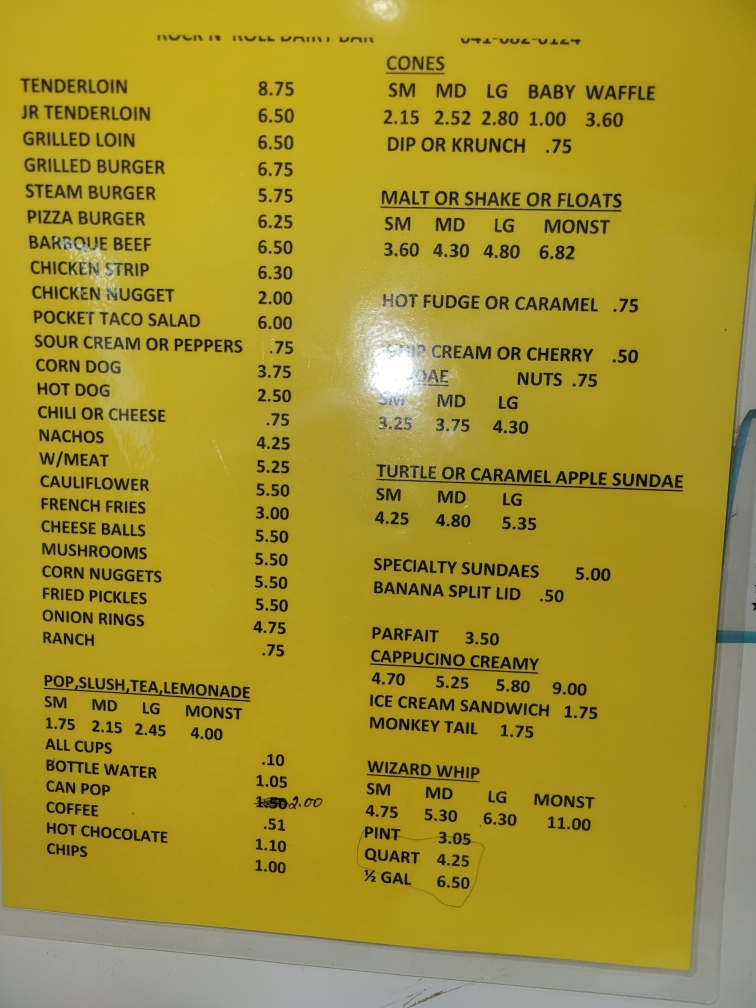 ROCK N' ROLL DAIRY BAR
TENDERLOIN 8.75
JR TENDERLOIN 6.50
GRILLED LOIN 6.50
GRILLED BURGER 6.75
STEAM BURGER 5.75
PIZZA BURGER 6.25
BARBQUE BEEF 6.50
CHICKEN STRIP 6.30
CHICKEN NUGGET 2.00
POCKET TACO SALAD 6.00
SOUR CREAM OR PEPPERS .75
CORN DOG 3.75
HOT DOG 2.50
CHILI OR CHEESE .75
NACHOS 4.25
W/MEAT 5.25
CAULIFLOWER 5.50
FRENCH FRIES 3.00
CHEESE BALLS 5.50
MUSHROOMS 5.50
CORN NUGGETS 5.50
FRIED PICKLES 5.50
ONION RINGS 4.75
RANCH .75
POP,SLUSH,TEA,LEMONADE
SM MD LG MONST
1.75 2.15 2.45 4.00
ALL CUPS .10
BOTTLE WATER 1.05
CAN POP 1.50 2.00
COFFEE .51
HOT CHOCOLATE 1.10
CHIPS 1.00
CONES
SM MD LG BABY WAFFLE
2.15 2.52 2.80 1.00 3.60
DIP OR KRUNCH .75
MALT OR SHAKE OR FLOATS
SM MD LG MONST
3.60 4.30 4.80 6.82
HOT FUDGE OR CARAMEL .75
CREAM OR CHERRY .50
NUTS .75
SM MD LG
3.25 3.75 4.30
TURTLE OR CARAMEL APPLE SUNDAE
SM MD LG
4.25 4.80 5.35
SPECIALTY SUNDAES 5.00
BANANA SPLIT LID .50
PARFAIT 3.50
CAPPUCINO CREAMY
4.70 5.25 5.80 9.00
ICE CREAM SANDWICH 1.75
MONKEY TAIL 1.75
WIZARD WHIP
SM MD LG MONST
4.75 5.30 6.30 11.00
PINT 3.05
QUART 4.25
½ GAL 6.50